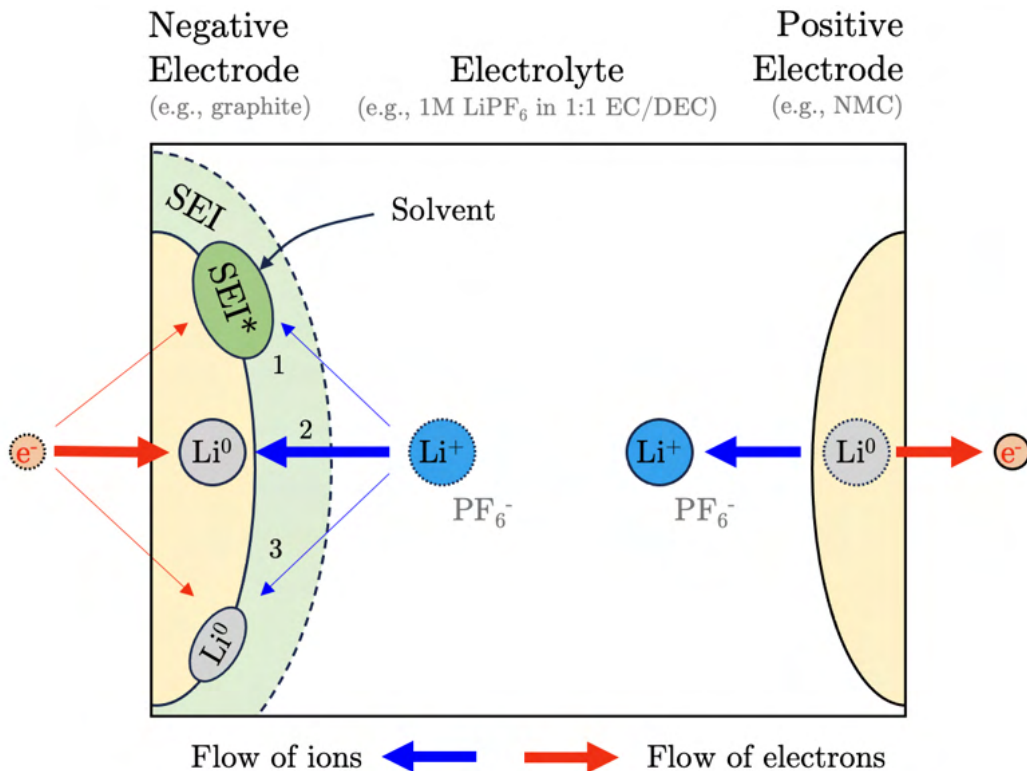 Negative
Electrode
(e.g., graphite)
Electrolyte
(e.g., 1M LiPF₆ in 1:1 EC/DEC)
Positive
Electrode
(e.g., NMC)
SEI
Solvent
SEI*
1
2
3
e⁻
Li⁰
Li⁺
PF₆⁻
Li⁺
PF₆⁻
Li⁰
e⁻
Li⁰
Flow of ions
Flow of electrons